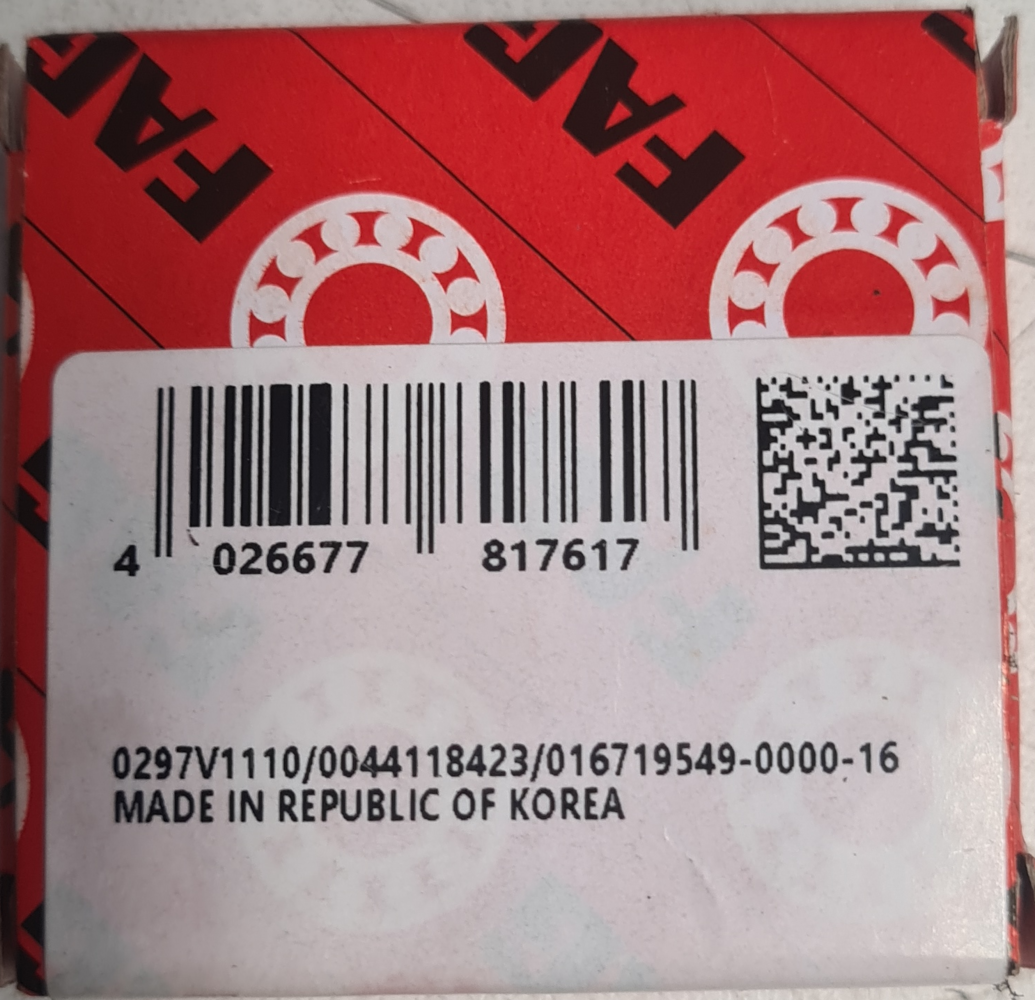 FAG
FAG
4 026677 817617
0297V1110/0044118423/016719549-0000-16
MADE IN REPUBLIC OF KOREA